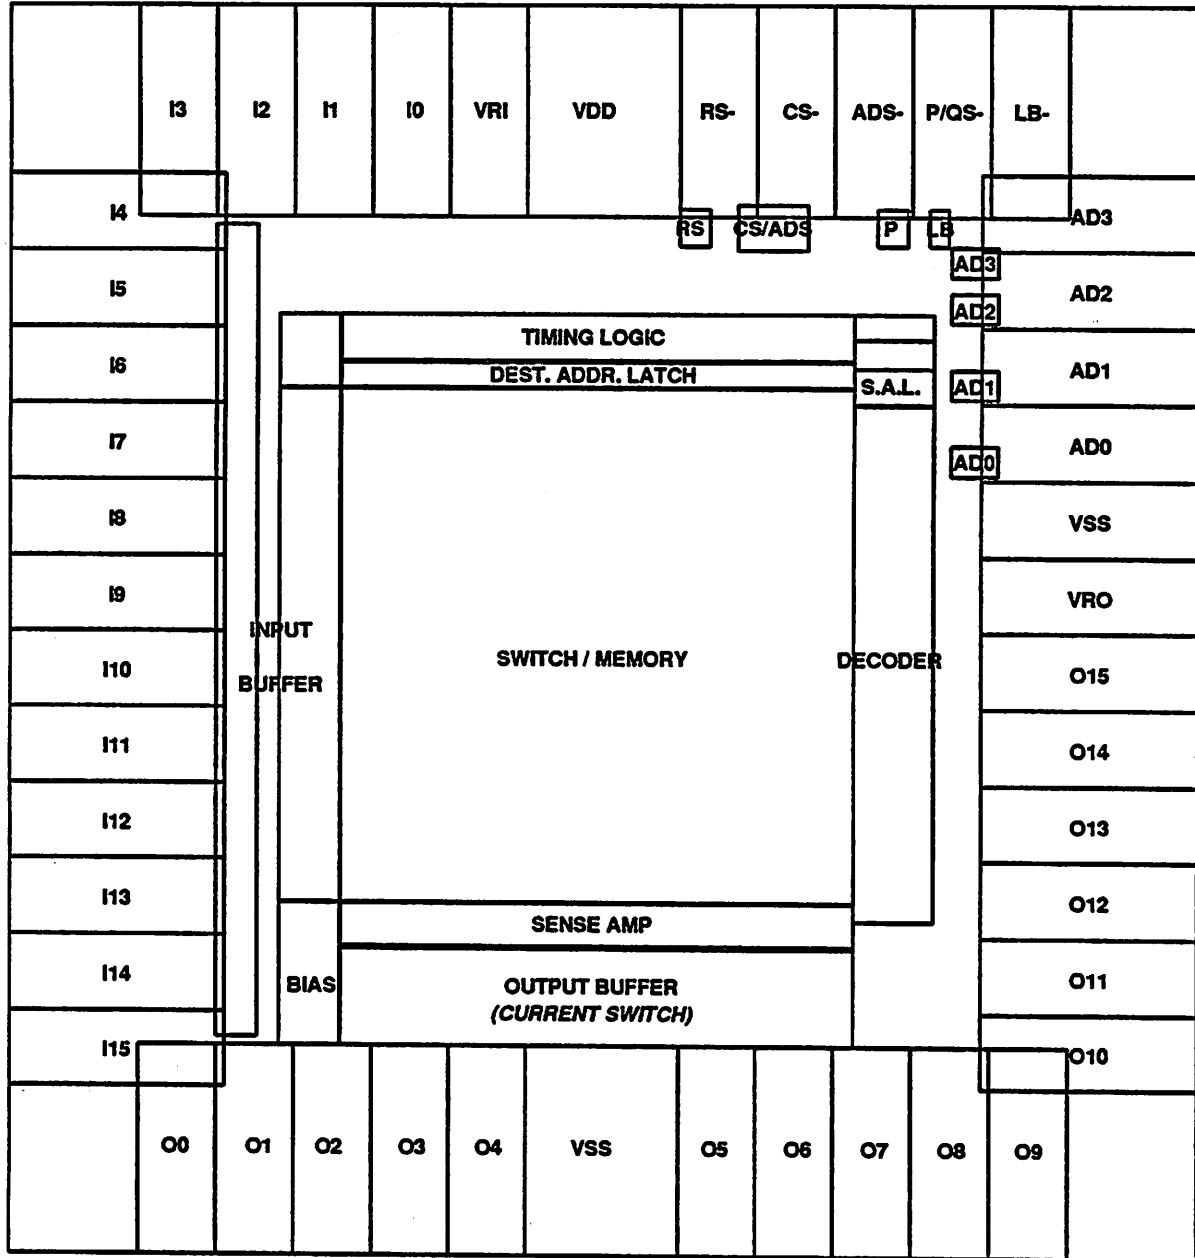 I3 I2 I1 I0 VRI VDD RS- CS- ADS- P/QS- LB-
I4
AD3
RS CS/ADS P LB
AD3
I5
AD2
AD2
TIMING LOGIC
I6
DEST. ADDR. LATCH
S.A.L.
AD1
AD1
I7
AD0
AD0
I8
VSS
I9
VRO
INPUT
BUFFER
SWITCH / MEMORY
DECODER
I10
O15
I11
O14
I12
O13
I13
O12
SENSE AMP
I14
BIAS
OUTPUT BUFFER
(CURRENT SWITCH)
O11
I15
O10
O0 O1 O2 O3 O4 VSS O5 O6 O7 O8 O9